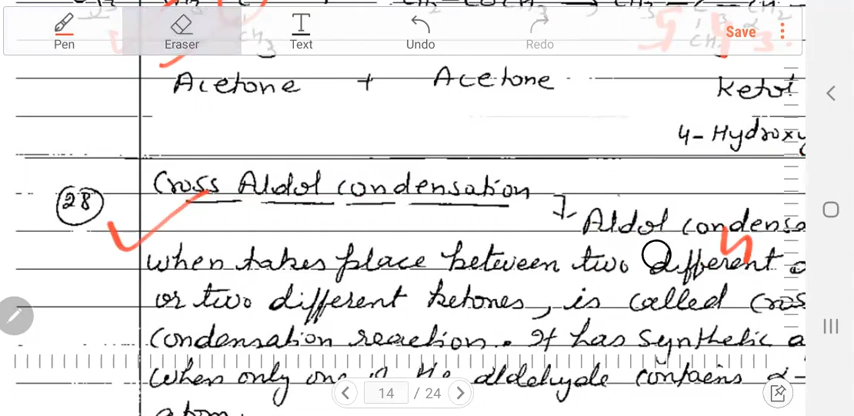 Pen
Eraser
Text
Undo
Redo
Save
Acetone + Acetone Ketol
4-Hydroxy
28
Cross Aldol condensation
Aldol condensa
when takes place between two different
or two different ketones, is called Cros
condensation reaction. It has synthetic a
when only one aldehyde contains α-
14 / 24
atom.